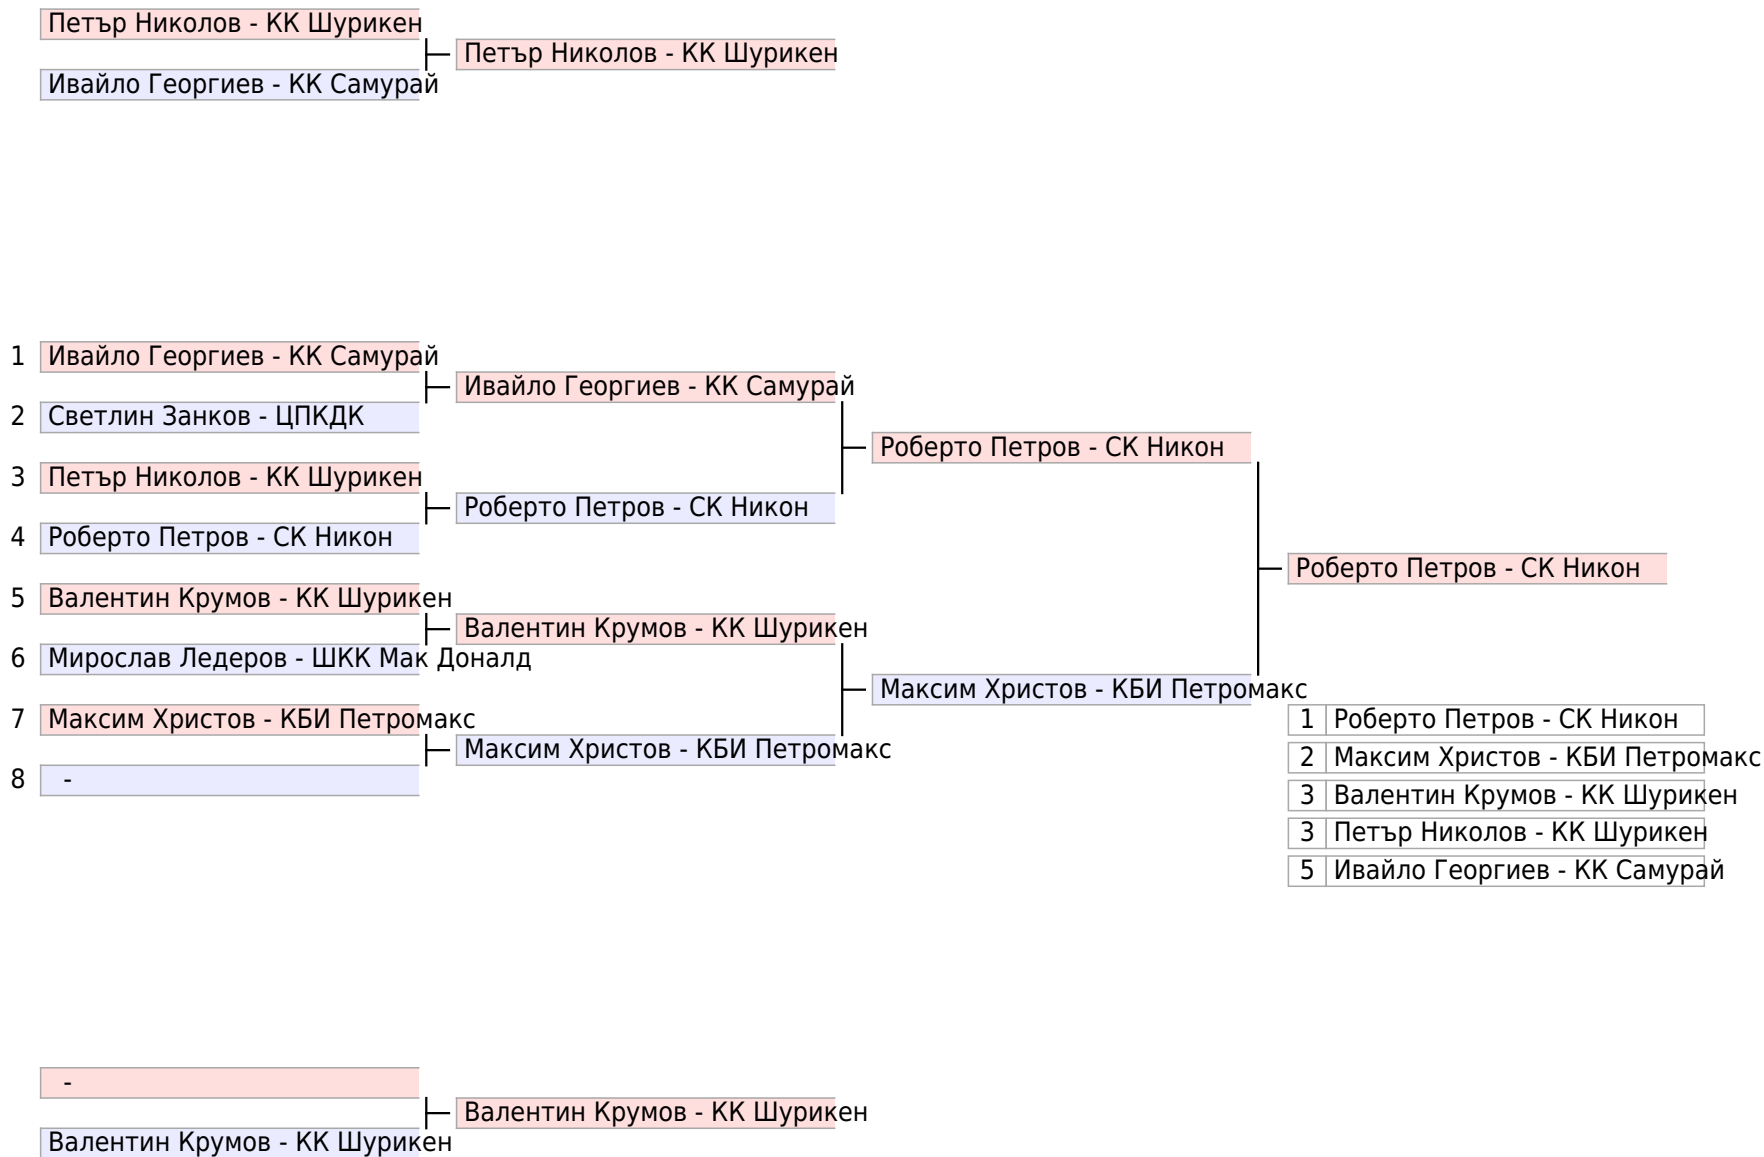 Петър Николов - КК Шурикен
Петър Николов - КК Шурикен
Ивайло Георгиев - КК Самурай
1 Ивайло Георгиев - КК Самурай
Ивайло Георгиев - КК Самурай
2 Светлин Занков - ЦПКДК
Роберто Петров - СК Никон
3 Петър Николов - КК Шурикен
Роберто Петров - СК Никон
4 Роберто Петров - СК Никон
Роберто Петров - СК Никон
5 Валентин Крумов - КК Шурикен
Валентин Крумов - КК Шурикен
6 Мирослав Ледеров - ШКК Мак Доналд
Максим Христов - КБИ Петромакс
7 Максим Христов - КБИ Петромакс
Максим Христов - КБИ Петромакс
8 -
1 Роберто Петров - СК Никон
2 Максим Христов - КБИ Петромакс
3 Валентин Крумов - КК Шурикен
3 Петър Николов - КК Шурикен
5 Ивайло Георгиев - КК Самурай
-
Валентин Крумов - КК Шурикен
Валентин Крумов - КК Шурикен